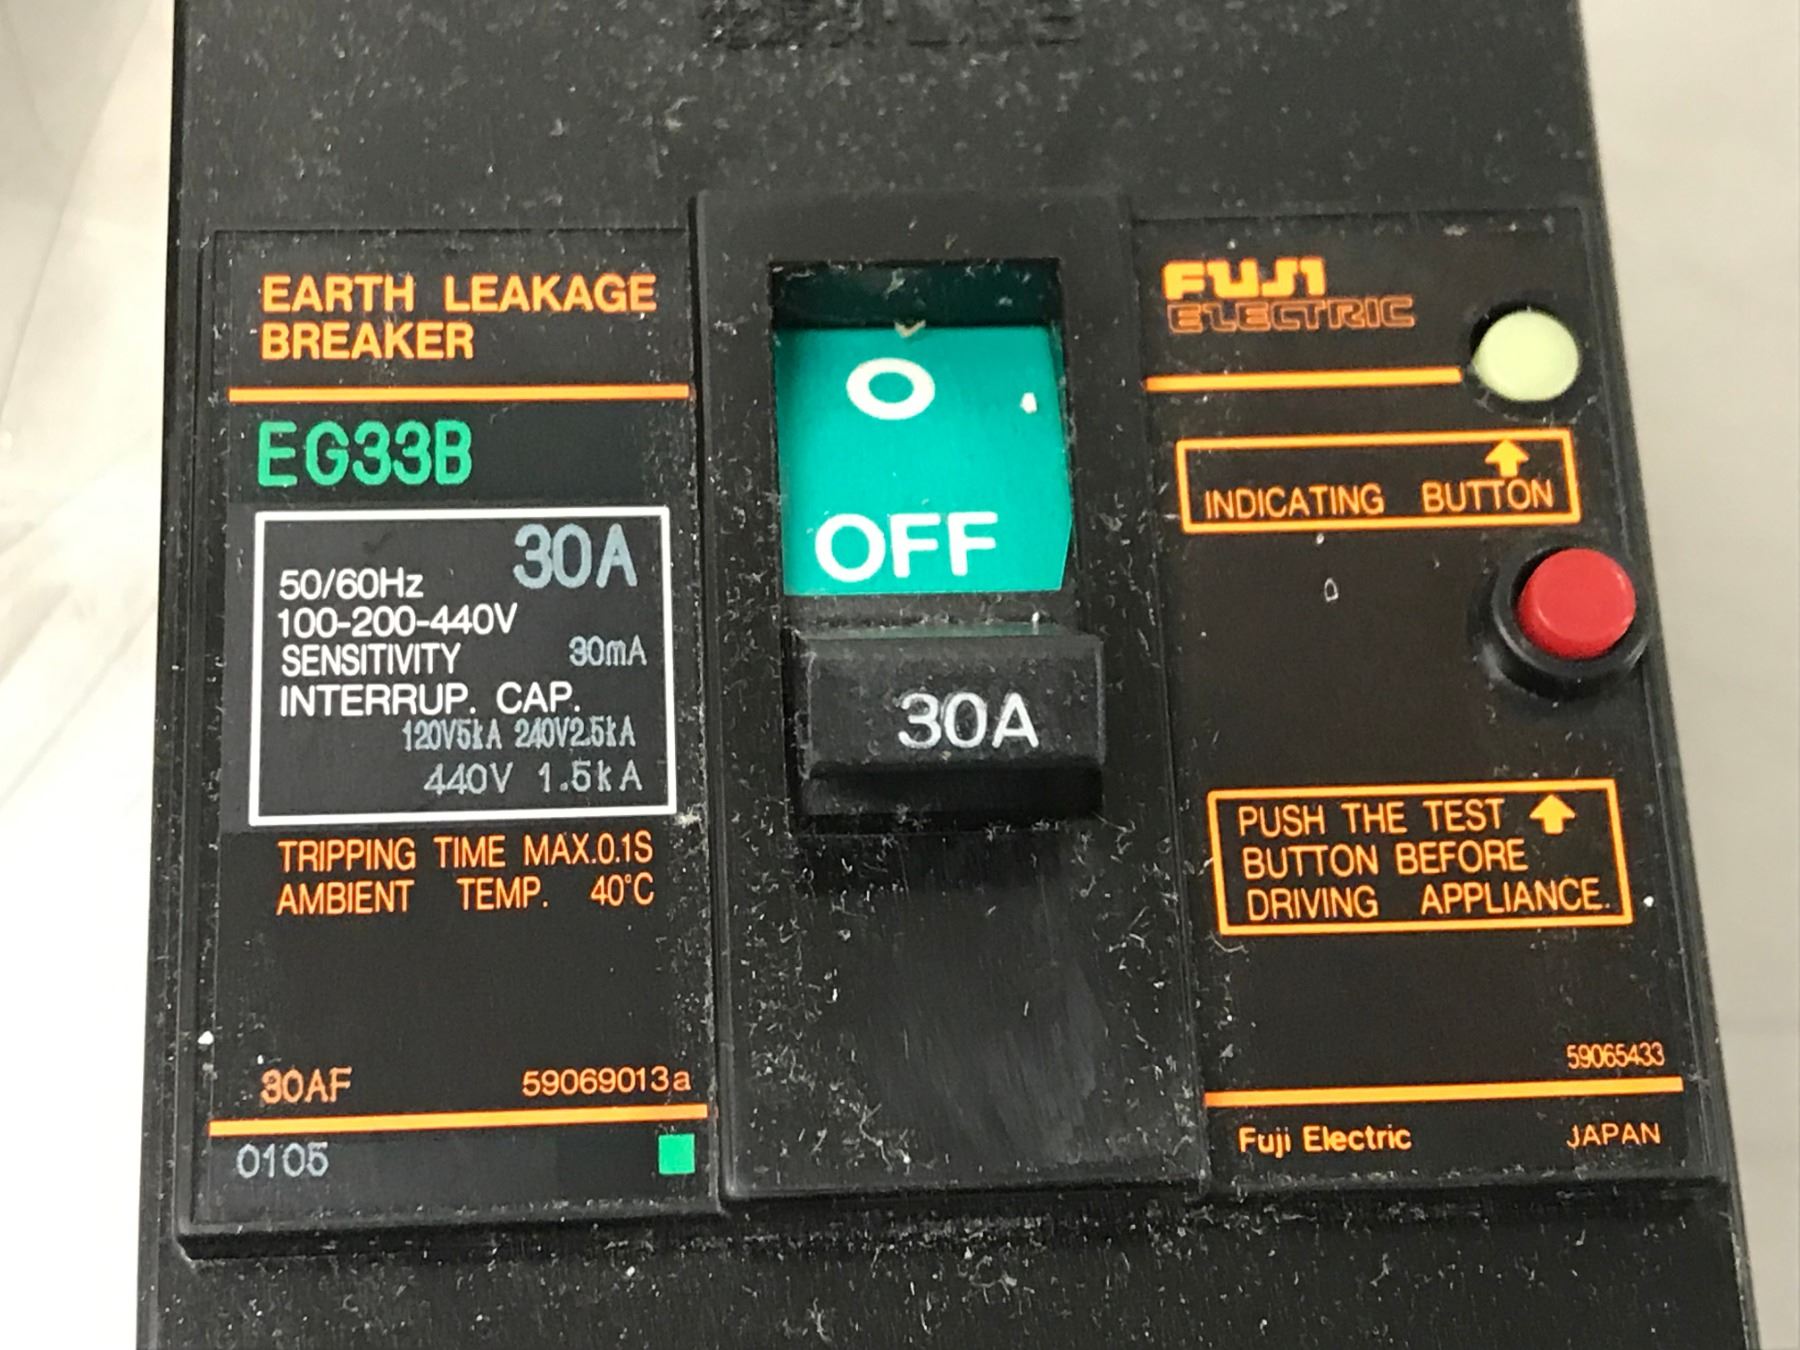 EARTH LEAKAGE
BREAKER
EG33B
30A
50/60Hz
100-200-440V
SENSITIVITY 30mA
INTERRUP. CAP.
120V5kA 240V2.5kA
440V 1.5kA
TRIPPING TIME MAX.0.1S
AMBIENT TEMP. 40°C
30AF 59069013a
0105
O
OFF
30A
FUJI
ELECTRIC
INDICATING BUTTON
PUSH THE TEST
BUTTON BEFORE
DRIVING APPLIANCE.
59065433
Fuji Electric JAPAN